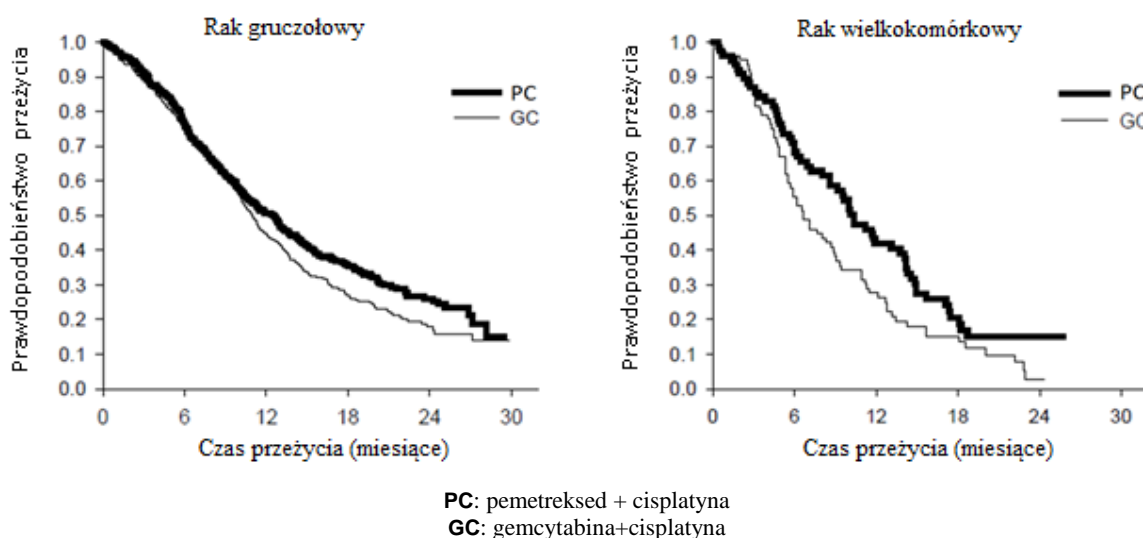 Rak gruczołowy
Prawdopodobieństwo przeżycia
1.0
0.9
0.8
0.7
0.6
0.5
0.4
0.3
0.2
0.1
0.0
PC
GC
0 6 12 18 24 30
Czas przeżycia (miesiące)
Rak wielkokomórkowy
Prawdopodobieństwo przeżycia
1.0
0.9
0.8
0.7
0.6
0.5
0.4
0.3
0.2
0.1
0.0
PC
GC
0 6 12 18 24 30
Czas przeżycia (miesiące)
PC: pemetreksed + cisplatyna
GC: gemcytabina+cisplatyna